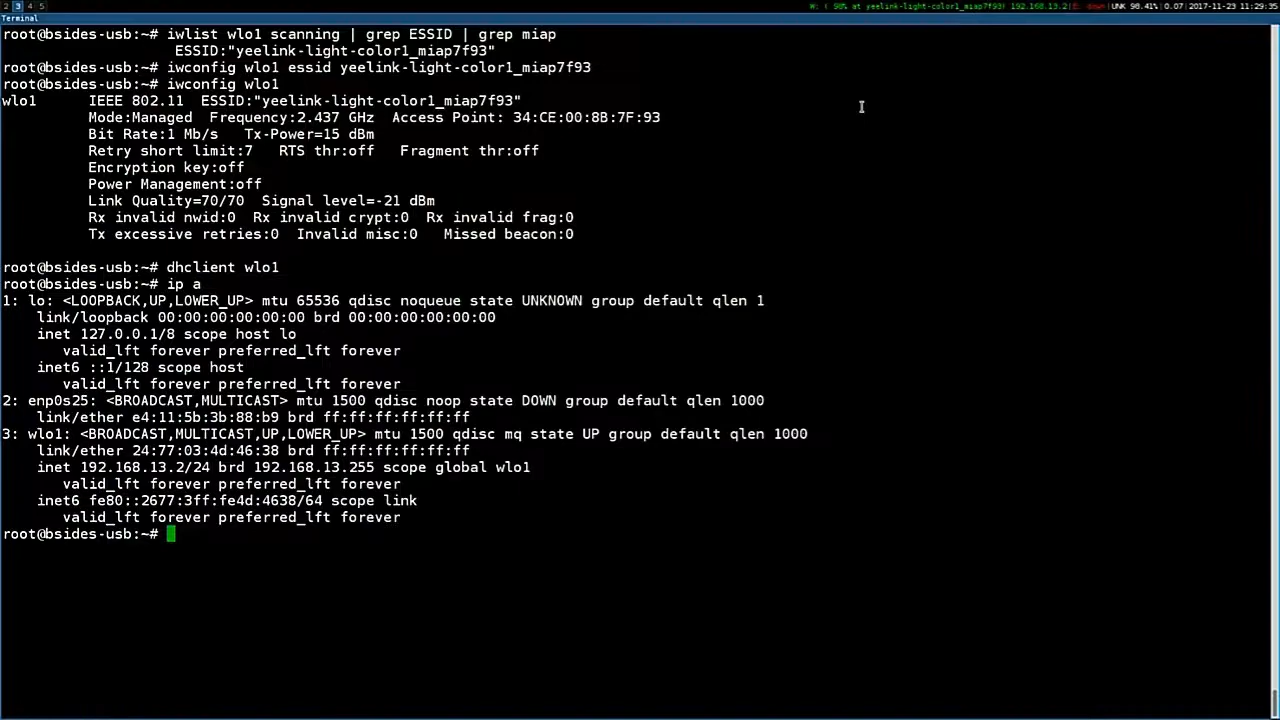 2 3 4 5
W: ( 98% at yeelink-light-color1_miap7f93) 192.168.13.2|E: down|UNK 98.41%|0.07|2017-11-23 11:29:35
Terminal
root@bsides-usb:~# iwlist wlo1 scanning | grep ESSID | grep miap
ESSID:"yeelink-light-color1_miap7f93"
root@bsides-usb:~# iwconfig wlo1 essid yeelink-light-color1_miap7f93
root@bsides-usb:~# iwconfig wlo1
wlo1 IEEE 802.11 ESSID:"yeelink-light-color1_miap7f93"
Mode:Managed Frequency:2.437 GHz Access Point: 34:CE:00:8B:7F:93
Bit Rate:1 Mb/s Tx-Power=15 dBm
Retry short limit:7 RTS thr:off Fragment thr:off
Encryption key:off
Power Management:off
Link Quality=70/70 Signal level=-21 dBm
Rx invalid nwid:0 Rx invalid crypt:0 Rx invalid frag:0
Tx excessive retries:0 Invalid misc:0 Missed beacon:0
root@bsides-usb:~# dhclient wlo1
root@bsides-usb:~# ip a
1: lo: <LOOPBACK,UP,LOWER_UP> mtu 65536 qdisc noqueue state UNKNOWN group default qlen 1
link/loopback 00:00:00:00:00:00 brd 00:00:00:00:00:00
inet 127.0.0.1/8 scope host lo
valid_lft forever preferred_lft forever
inet6 ::1/128 scope host
valid_lft forever preferred_lft forever
2: enp0s25: <BROADCAST,MULTICAST> mtu 1500 qdisc noop state DOWN group default qlen 1000
link/ether e4:11:5b:3b:88:b9 brd ff:ff:ff:ff:ff:ff
3: wlo1: <BROADCAST,MULTICAST,UP,LOWER_UP> mtu 1500 qdisc mq state UP group default qlen 1000
link/ether 24:77:03:4d:46:38 brd ff:ff:ff:ff:ff:ff
inet 192.168.13.2/24 brd 192.168.13.255 scope global wlo1
valid_lft forever preferred_lft forever
inet6 fe80::2677:3ff:fe4d:4638/64 scope link
valid_lft forever preferred_lft forever
root@bsides-usb:~#